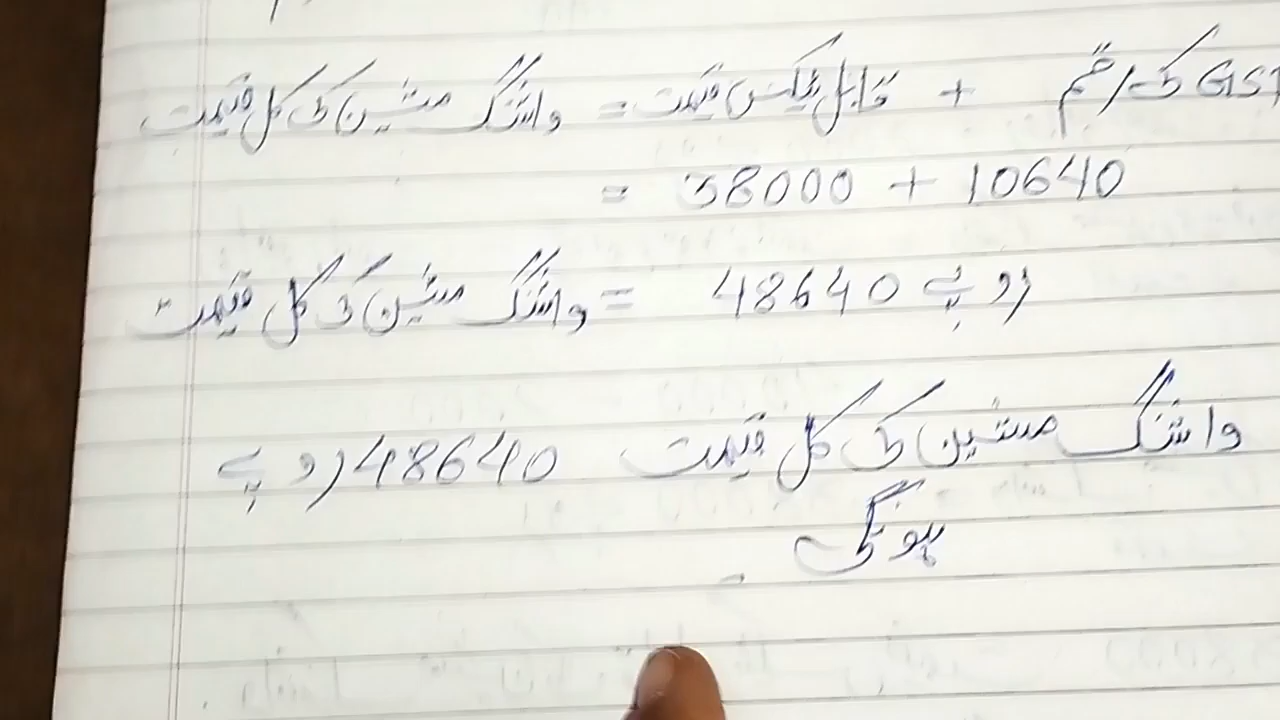 واشنگ مشین کی کل قیمت = قابل ٹیکس قیمت + GST کی رقم
= 38000 + 10640
واشنگ مشین کی کل قیمت = 48640 روپے
واشنگ مشین کی کل قیمت 48640 روپے
ہونگی۔